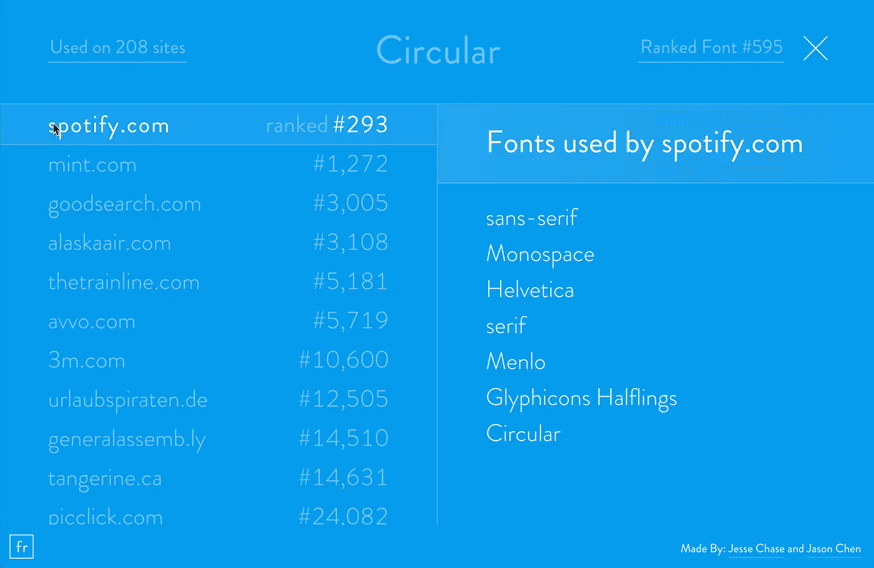 Used on 208 sites
Circular
Ranked Font #595
spotify.com ranked #293
mint.com #1,272
goodsearch.com #3,005
alaskaair.com #3,108
thetrainline.com #5,181
avvo.com #5,719
3m.com #10,600
urlaubspiraten.de #12,505
generalassemb.ly #14,510
tangerine.ca #14,631
picclick.com #24,082
Fonts used by spotify.com
sans-serif
Monospace
Helvetica
serif
Menlo
Glyphicons Halflings
Circular
fr
Made By: Jesse Chase and Jason Chen